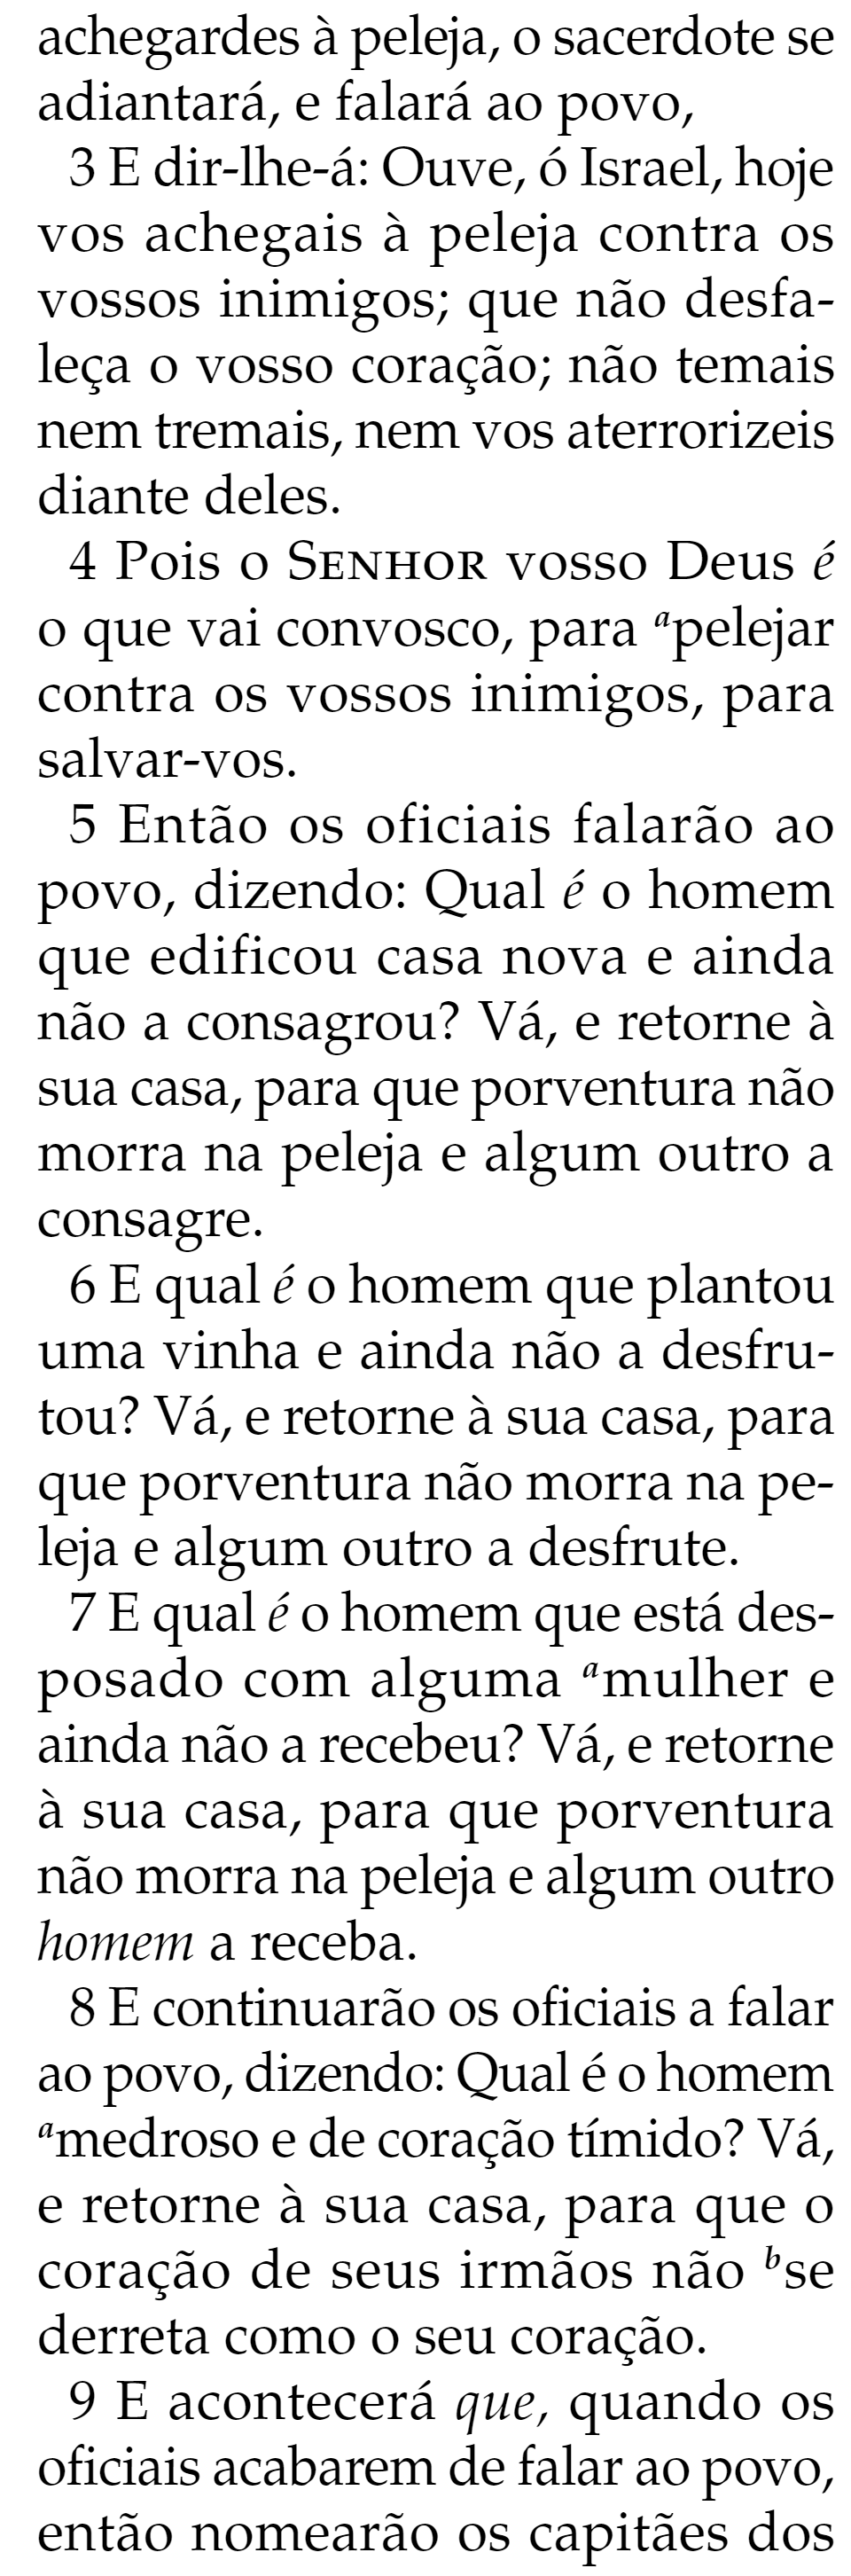 achegardes à peleja, o sacerdote se
adiantará, e falará ao povo,
3 E dir-lhe-á: Ouve, ó Israel, hoje
vos achegais à peleja contra os
vossos inimigos; que não desfa-
leça o vosso coração; não temais
nem tremais, nem vos aterrorizeis
diante deles.
4 Pois o SENHOR vosso Deus é
o que vai convosco, para apelejar
contra os vossos inimigos, para
salvar-vos.
5 Então os oficiais falarão ao
povo, dizendo: Qual é o homem
que edificou casa nova e ainda
não a consagrou? Vá, e retorne à
sua casa, para que porventura não
morra na peleja e algum outro a
consagre.
6 E qual é o homem que plantou
uma vinha e ainda não a desfru-
tou? Vá, e retorne à sua casa, para
que porventura não morra na pe-
leja e algum outro a desfrute.
7 E qual é o homem que está des-
posado com alguma amulher e
ainda não a recebeu? Vá, e retorne
à sua casa, para que porventura
não morra na peleja e algum outro
homem a receba.
8 E continuarão os oficiais a falar
ao povo, dizendo: Qual é o homem
amedroso e de coração tímido? Vá,
e retorne à sua casa, para que o
coração de seus irmãos não bse
derreta como o seu coração.
9 E acontecerá que, quando os
oficiais acabarem de falar ao povo,
então nomearão os capitães dos